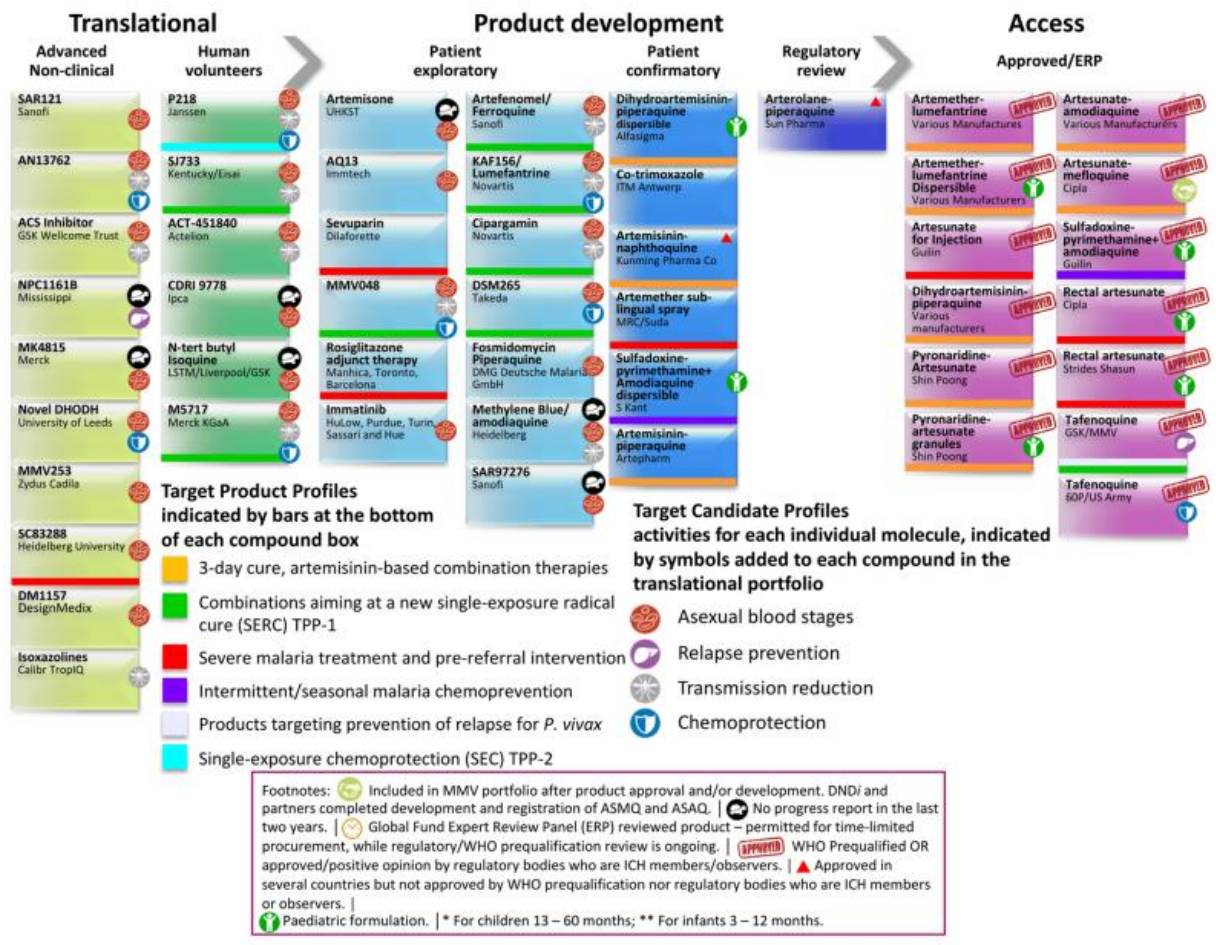 Translational
Product development
Access
Advanced
Non-clinical
Human
volunteers
Patient
exploratory
Patient
confirmatory
Regulatory
review
Approved/ERP
SAR121
Sanofi
AN13762
ACS Inhibitor
GSK Wellcome Trust
NPC1161B
Mississippi
MK4815
Merck
Novel DHODH
University of Leeds
MMV253
Zydus Cadila
SC83288
Heidelberg University
DM1157
DesignMedix
Isoxazolines
Calibr TropIQ
P218
Janssen
SJ733
Kentucky/Eisai
ACT-451840
Actelion
CDRI 9778
Ipca
N-tert butyl
Isoquine
LSTM/Liverpool/GSK
M5717
Merck KGaA
Artemisone
UHKST
AQ13
Immtech
Sevuparin
Dilaforette
MMV048
Rosiglitazone
adjunct therapy
Manhica, Toronto,
Barcelona
Immatinib
HuLow, Purdue, Turin,
Sassari and Hue
Artefenomel/
Ferroquine
Sanofi
KAF156/
Lumefantrine
Novartis
Cipargamin
Novartis
DSM265
Takeda
Fosmidomycin
Piperaquine
DMG Deutsche Malaria
GmbH
Methylene Blue/
amodiaquine
Heidelberg
SAR97276
Sanofi
Dihydroartemisinin-
piperaquine
dispersible
Alfasigma
Co-trimoxazole
ITM Antwerp
Artemisinin-
naphthoquine
Kunming Pharma Co
Artemether sub-
lingual spray
MRC/Suda
Sulfadoxine-
pyrimethamine+
Amodiaquine
dispersible
S Kant
Artemisinin-
piperaquine
Artepharm
Arterolane-
piperaquine
Sun Pharma
Artemether-
lumefantrine
Various Manufactures
APPROVED
Artemether-
lumefantrine
Dispersible
Various Manufacturers
APPROVED
Artesunate
for Injection
Guilin
APPROVED
Dihydroartemisinin-
piperaquine
Various
manufacturers
APPROVED
Pyronaridine-
Artesunate
Shin Poong
APPROVED
Pyronaridine-
artesunate
granules
Shin Poong
APPROVED
Artesunate-
amodiaquine
Various Manufacturers
APPROVED
Artesunate-
mefloquine
Cipla
APPROVED
Sulfadoxine-
pyrimethamine+
amodiaquine
Guilin
APPROVED
Rectal artesunate
Cipla
APPROVED
Rectal artesunate
Strides Shasun
APPROVED
Tafenoquine
GSK/MMV
APPROVED
Tafenoquine
60P/US Army
APPROVED
Target Product Profiles
indicated by bars at the bottom
of each compound box
3-day cure, artemisinin-based combination therapies
Combinations aiming at a new single-exposure radical
cure (SERC) TPP-1
Severe malaria treatment and pre-referral intervention
Intermittent/seasonal malaria chemoprevention
Products targeting prevention of relapse for P. vivax
Single-exposure chemoprotection (SEC) TPP-2
Target Candidate Profiles
activities for each individual molecule, indicated
by symbols added to each compound in the
translational portfolio
Asexual blood stages
Relapse prevention
Transmission reduction
Chemoprotection
Footnotes: Included in MMV portfolio after product approval and/or development. DNDi and
partners completed development and registration of ASMQ and ASAQ. | No progress report in the last
two years. | Global Fund Expert Review Panel (ERP) reviewed product – permitted for time-limited
procurement, while regulatory/WHO prequalification review is ongoing. | APPROVED WHO Prequalified OR
approved/positive opinion by regulatory bodies who are ICH members/observers. | Approved in
several countries but not approved by WHO prequalification nor regulatory bodies who are ICH members
or observers. |
Paediatric formulation. | * For children 13 – 60 months; ** For infants 3 – 12 months.